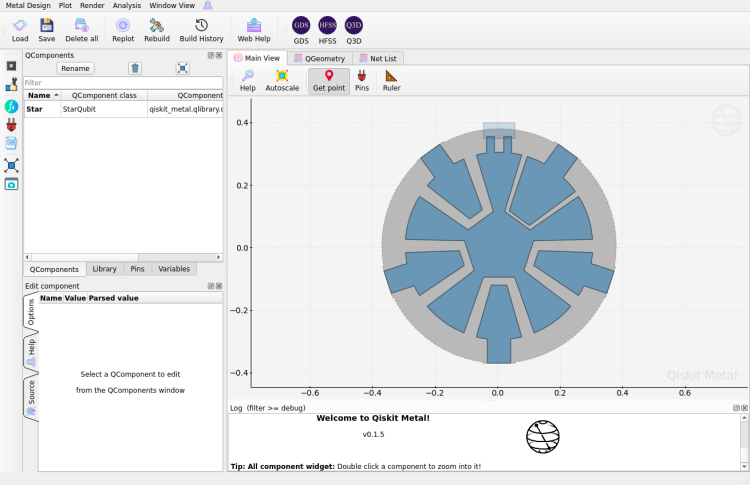 Metal Design Plot Render Analysis Window View
Load Save Delete all Replot Rebuild Build History Web Help GDS HFSS Q3D
GDS HFSS Q3D
QComponents
Rename
Filter
Name QComponent class QComponent
Star StarQubit qiskit_metal.qlibrary.c
QComponents Library Pins Variables
Edit component
Options
Help
Source
Name Value Parsed value
Select a QComponent to edit
from the QComponents window
Main View QGeometry Net List
Help Autoscale Get point Pins Ruler
0.4
0.2
0.0
−0.2
−0.4
−0.6 −0.4 −0.2 0.0 0.2 0.4 0.6
Qiskit Metal
Log (filter >= debug)
Welcome to Qiskit Metal!
v0.1.5
Tip: All component widget: Double click a component to zoom into it!